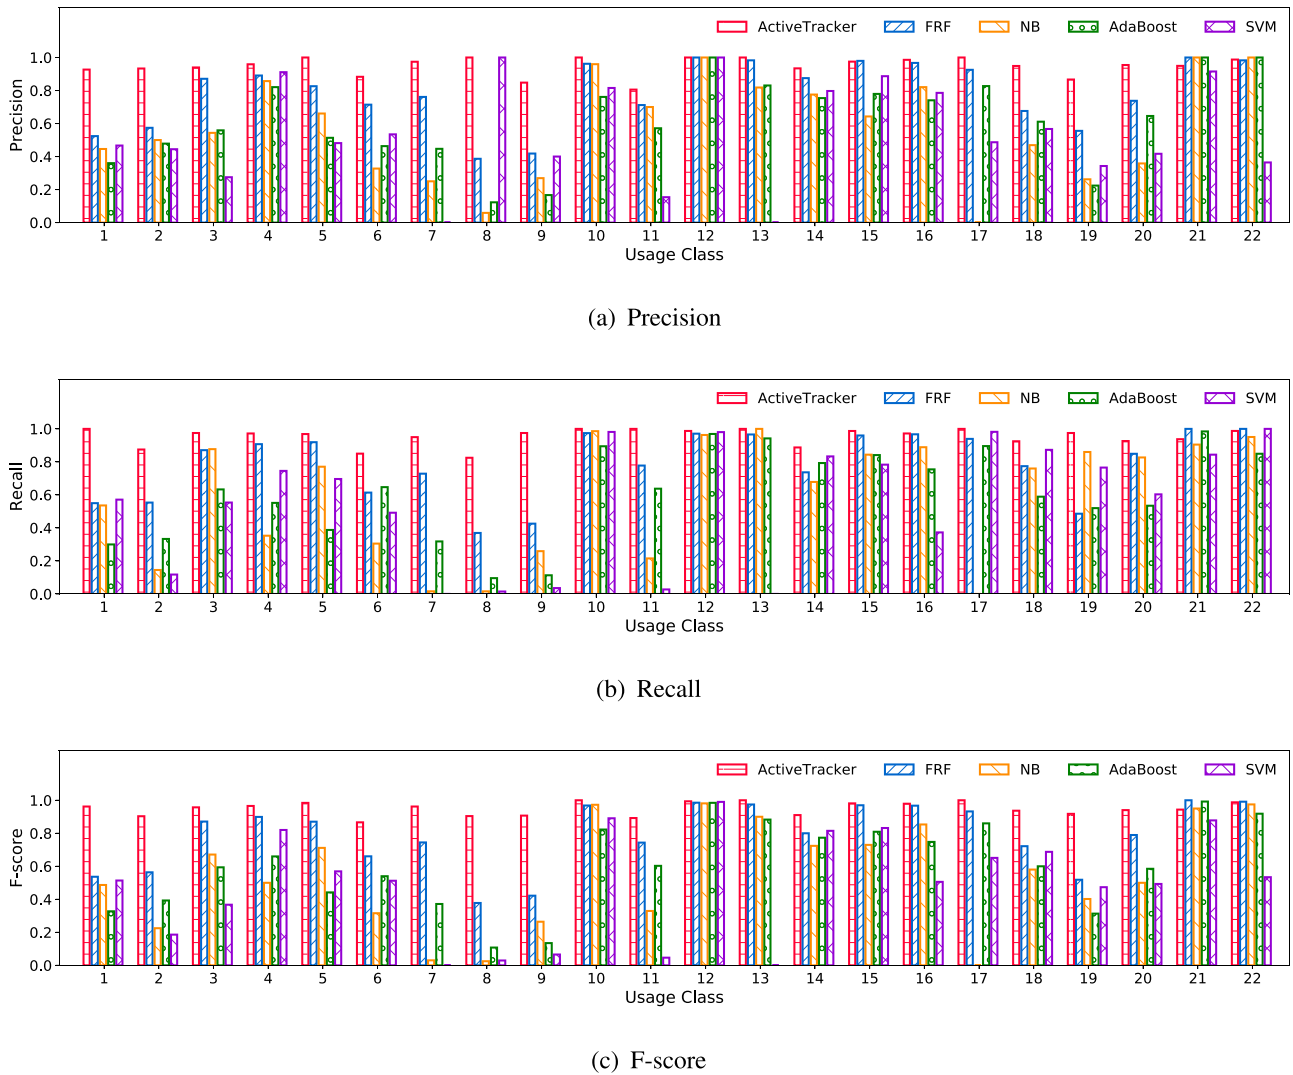 ActiveTracker FRF NB AdaBoost SVM
1.0
0.8
0.6
0.4
0.2
0.0
Precision
1 2 3 4 5 6 7 8 9 10 11 12 13 14 15 16 17 18 19 20 21 22
Usage Class
(a) Precision
ActiveTracker FRF NB AdaBoost SVM
1.0
0.8
0.6
0.4
0.2
0.0
Recall
1 2 3 4 5 6 7 8 9 10 11 12 13 14 15 16 17 18 19 20 21 22
Usage Class
(b) Recall
ActiveTracker FRF NB AdaBoost SVM
1.0
0.8
0.6
0.4
0.2
0.0
F-score
1 2 3 4 5 6 7 8 9 10 11 12 13 14 15 16 17 18 19 20 21 22
Usage Class
(c) F-score